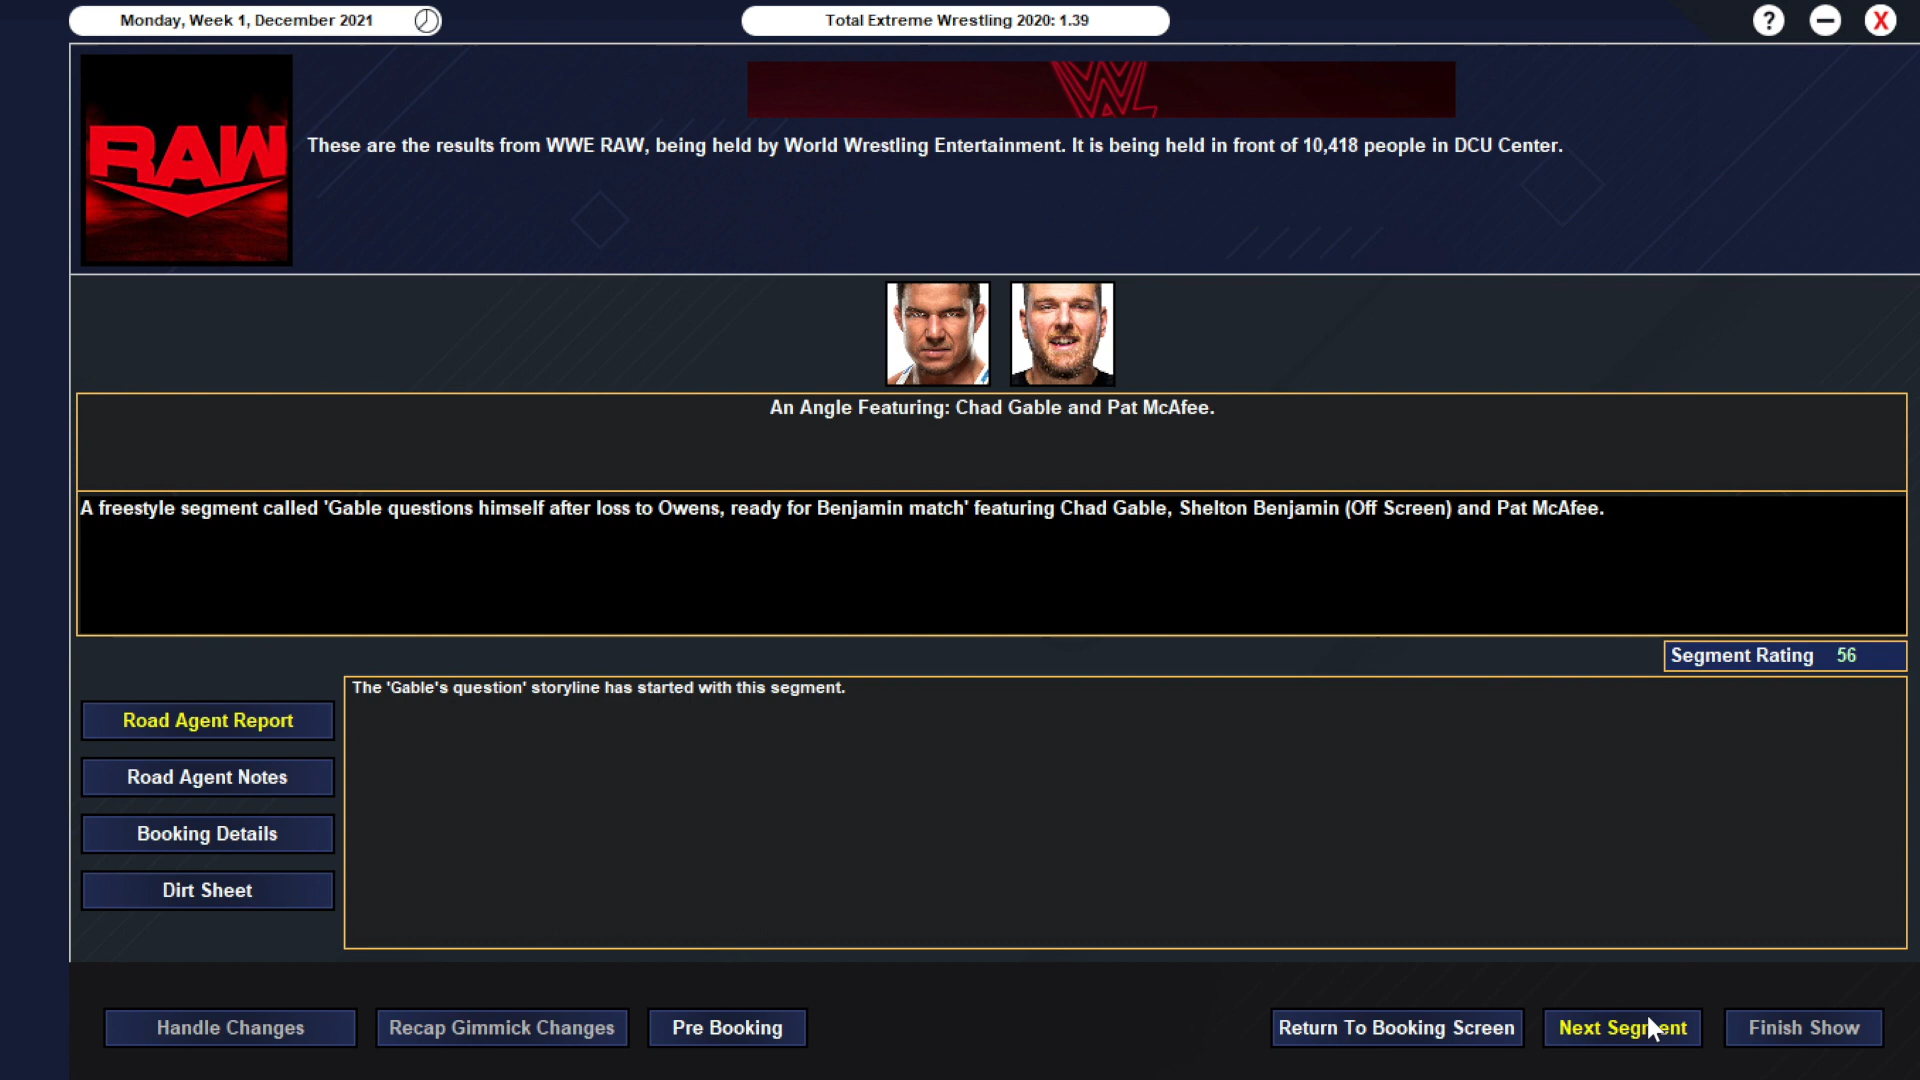 Monday, Week 1, December 2021
Total Extreme Wrestling 2020: 1.39
?
X
W
RAW
These are the results from WWE RAW, being held by World Wrestling Entertainment. It is being held in front of 10,418 people in DCU Center.
An Angle Featuring: Chad Gable and Pat McAfee.
A freestyle segment called 'Gable questions himself after loss to Owens, ready for Benjamin match' featuring Chad Gable, Shelton Benjamin (Off Screen) and Pat McAfee.
Segment Rating 56
The 'Gable's question' storyline has started with this segment.
Road Agent Report
Road Agent Notes
Booking Details
Dirt Sheet
Handle Changes
Recap Gimmick Changes
Pre Booking
Return To Booking Screen
Next Segment
Finish Show